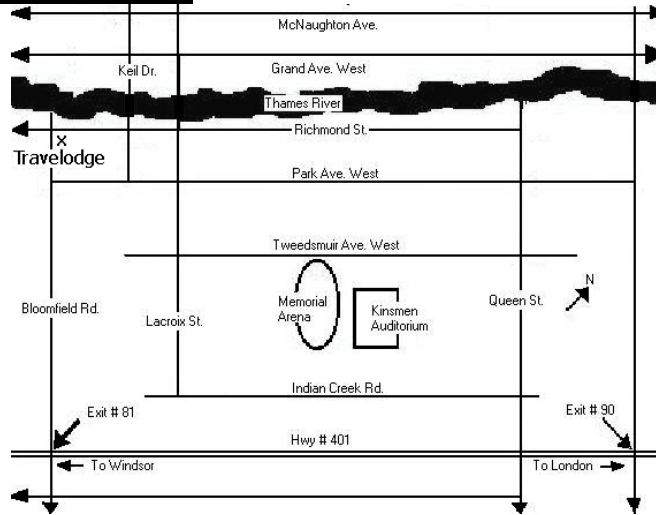 McNaughton Ave.
Keil Dr.
Grand Ave. West
Thames River
Richmond St.
x
Travelodge
Park Ave. West
Tweedsmuir Ave. West
N
Bloomfield Rd.
Lacroix St.
Memorial
Arena
Kinsmen
Auditorium
Queen St.
Indian Creek Rd.
Exit # 81
Exit # 90
Hwy # 401
To Windsor
To London